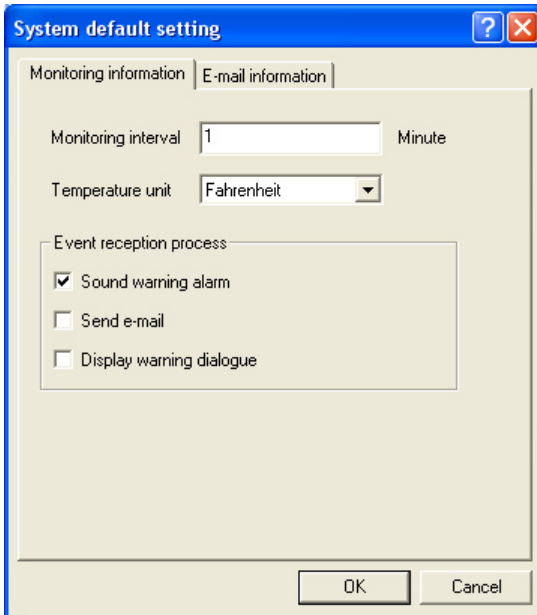 System default setting
Monitoring information
E-mail information
Monitoring interval 1 Minute
Temperature unit Fahrenheit
Event reception process
Sound warning alarm
Send e-mail
Display warning dialogue
OK Cancel